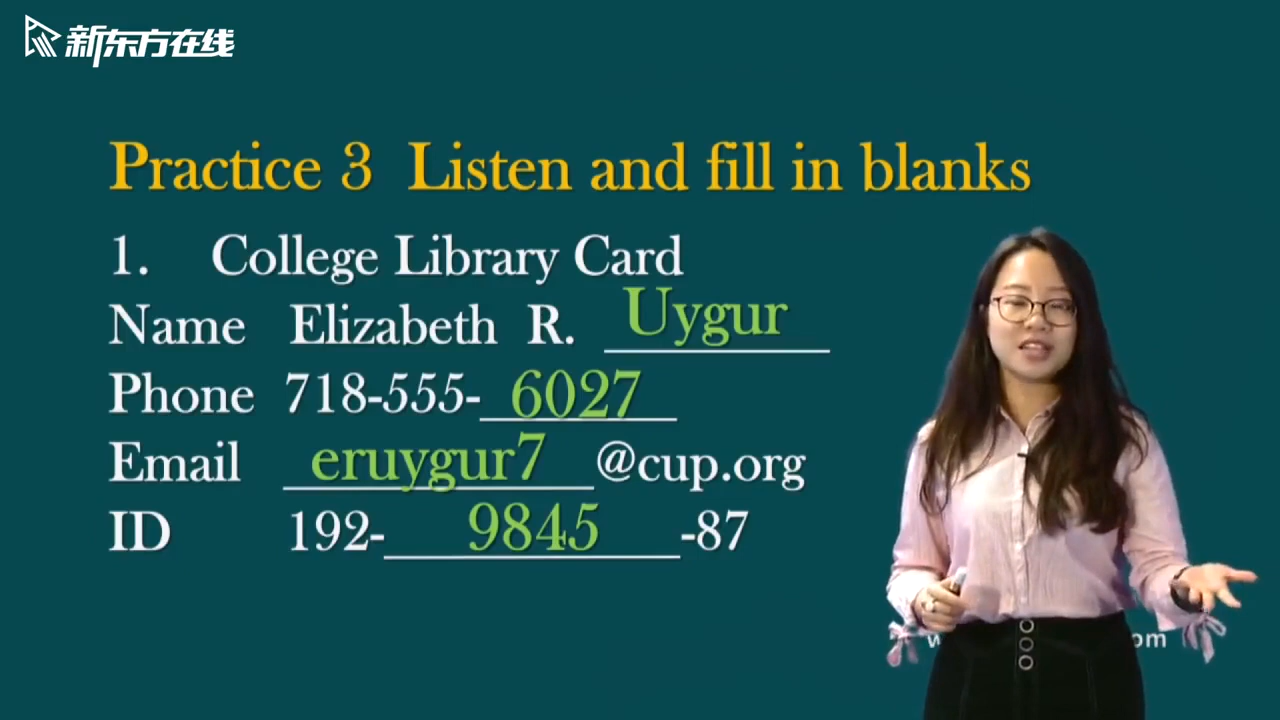 新东方在线
Practice 3 Listen and fill in blanks
1. College Library Card
Name Elizabeth R. Uygur
Phone 718-555-6027
Email eruygur7@cup.org
ID 192-9845-87